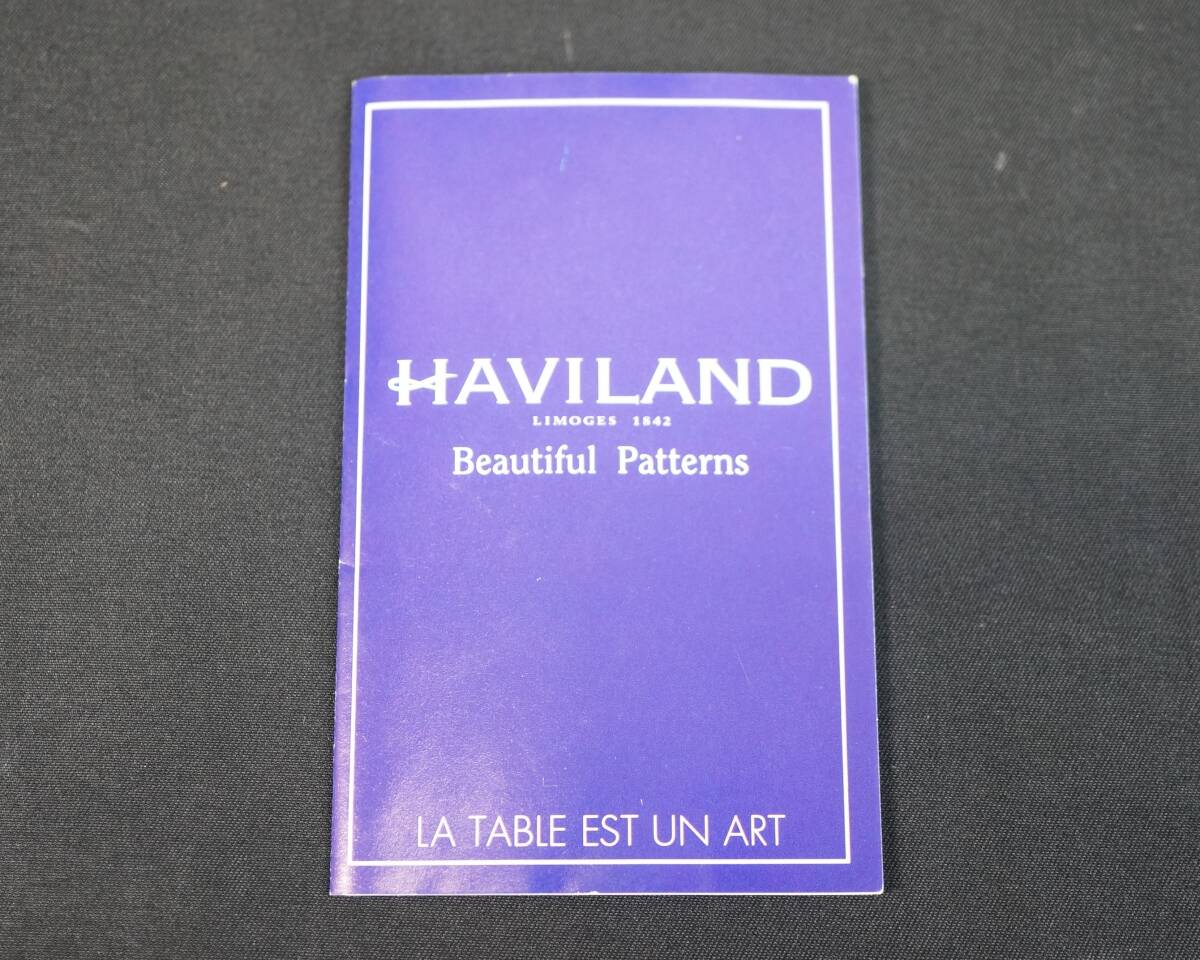 HAVILAND
LIMOGES 1842
Beautiful Patterns
LA TABLE EST UN ART